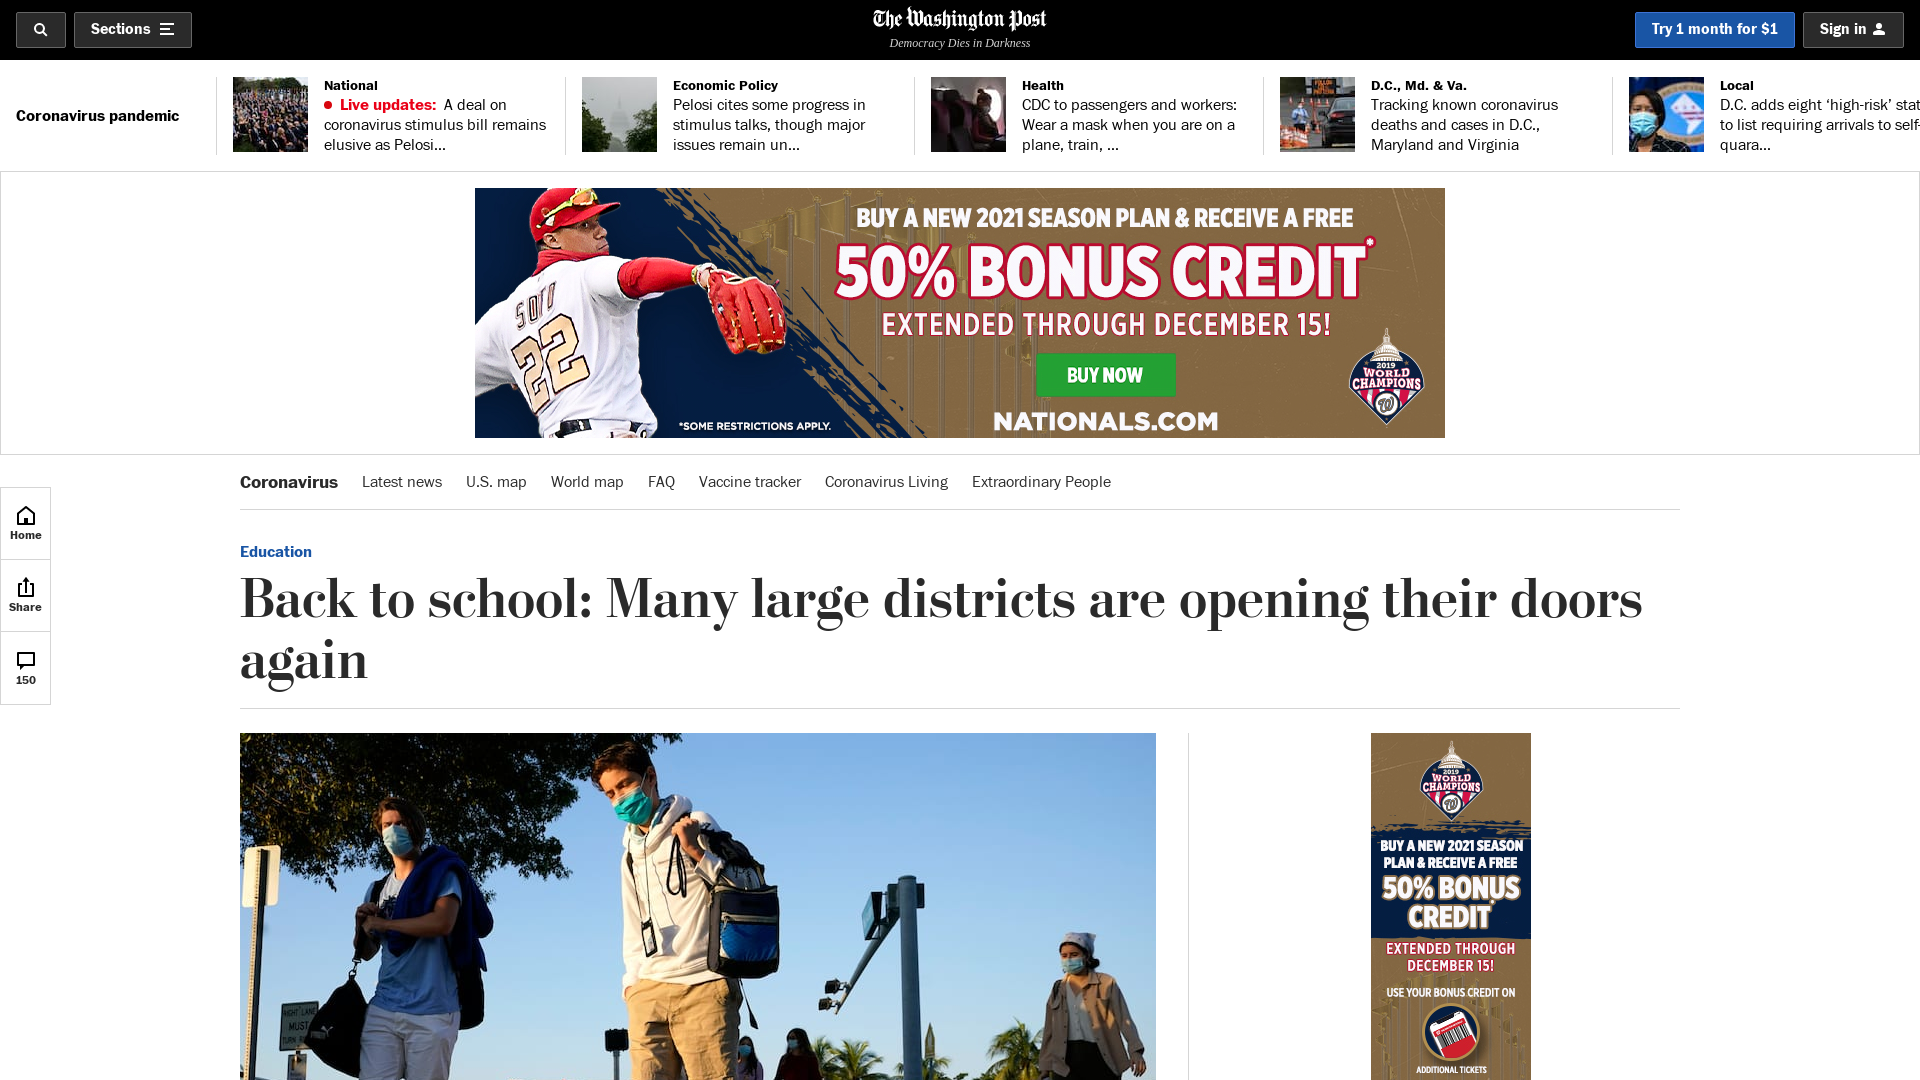 Sections
The Washington Post
Democracy Dies in Darkness
Try 1 month for $1
Sign in
Coronavirus pandemic
National
Live updates: A deal on
coronavirus stimulus bill remains
elusive as Pelosi...
Economic Policy
Pelosi cites some progress in
stimulus talks, though major
issues remain un...
Health
CDC to passengers and workers:
Wear a mask when you are on a
plane, train, ...
D.C., Md. & Va.
Tracking known coronavirus
deaths and cases in D.C.,
Maryland and Virginia
Local
D.C. adds eight ‘high-risk’ stat
to list requiring arrivals to self-
quara...
SOTO
22
BUY A NEW 2021 SEASON PLAN & RECEIVE A FREE
50% BONUS CREDIT*
EXTENDED THROUGH DECEMBER 15!
BUY NOW
NATIONALS.COM
*SOME RESTRICTIONS APPLY.
2019
WORLD
CHAMPIONS
W
Coronavirus
Latest news
U.S. map
World map
FAQ
Vaccine tracker
Coronavirus Living
Extraordinary People
Home
Share
150
Education
Back to school: Many large districts are opening their doors
again
RIGHT LANE
MUST
TURN RIGHT
2019
WORLD
CHAMPIONS
W
BUY A NEW 2021 SEASON
PLAN & RECEIVE A FREE
50% BONUS
CREDIT*
EXTENDED THROUGH
DECEMBER 15!
USE YOUR BONUS CREDIT ON
ADDITIONAL TICKETS